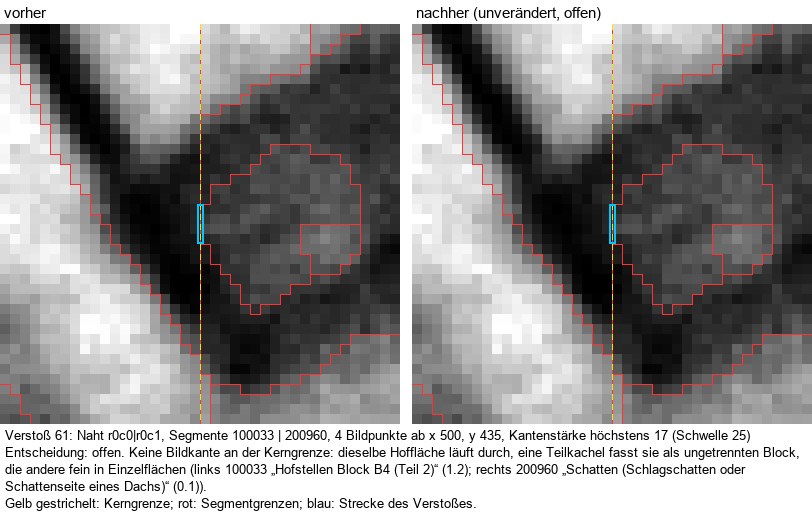 vorher
nachher (unverändert, offen)
Verstoß 61: Naht r0c0|r0c1, Segmente 100033 | 200960, 4 Bildpunkte ab x 500, y 435, Kantenstärke höchstens 17 (Schwelle 25)
Entscheidung: offen. Keine Bildkante an der Kerngrenze: dieselbe Hoffläche läuft durch, eine Teilkachel fasst sie als ungetrennten Block,
die andere fein in Einzelflächen (links 100033 „Hofstellen Block B4 (Teil 2)“ (1.2); rechts 200960 „Schatten (Schlagschatten oder
Schattenseite eines Dachs)“ (0.1)).
Gelb gestrichelt: Kerngrenze; rot: Segmentgrenzen; blau: Strecke des Verstoßes.